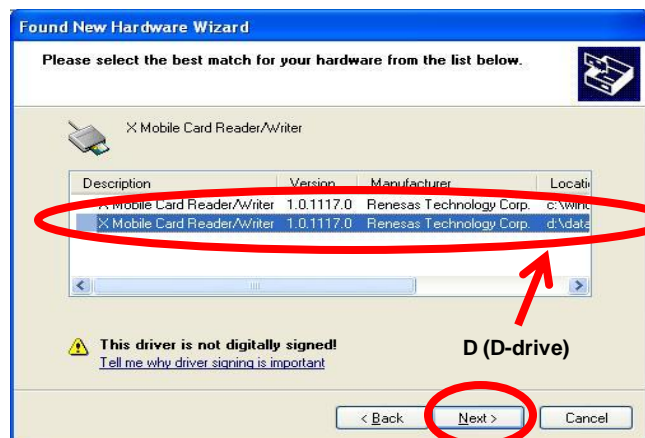 Found New Hardware Wizard
Please select the best match for your hardware from the list below.
X Mobile Card Reader/Writer
Description Version Manufacturer Locati
X Mobile Card Reader/Writer 1.0.1117.0 Renesas Technology Corp. c:\wind
X Mobile Card Reader/Writer 1.0.1117.0 Renesas Technology Corp. d:\data
This driver is not digitally signed!
Tell me why driver signing is important
D (D-drive)
< Back Next > Cancel